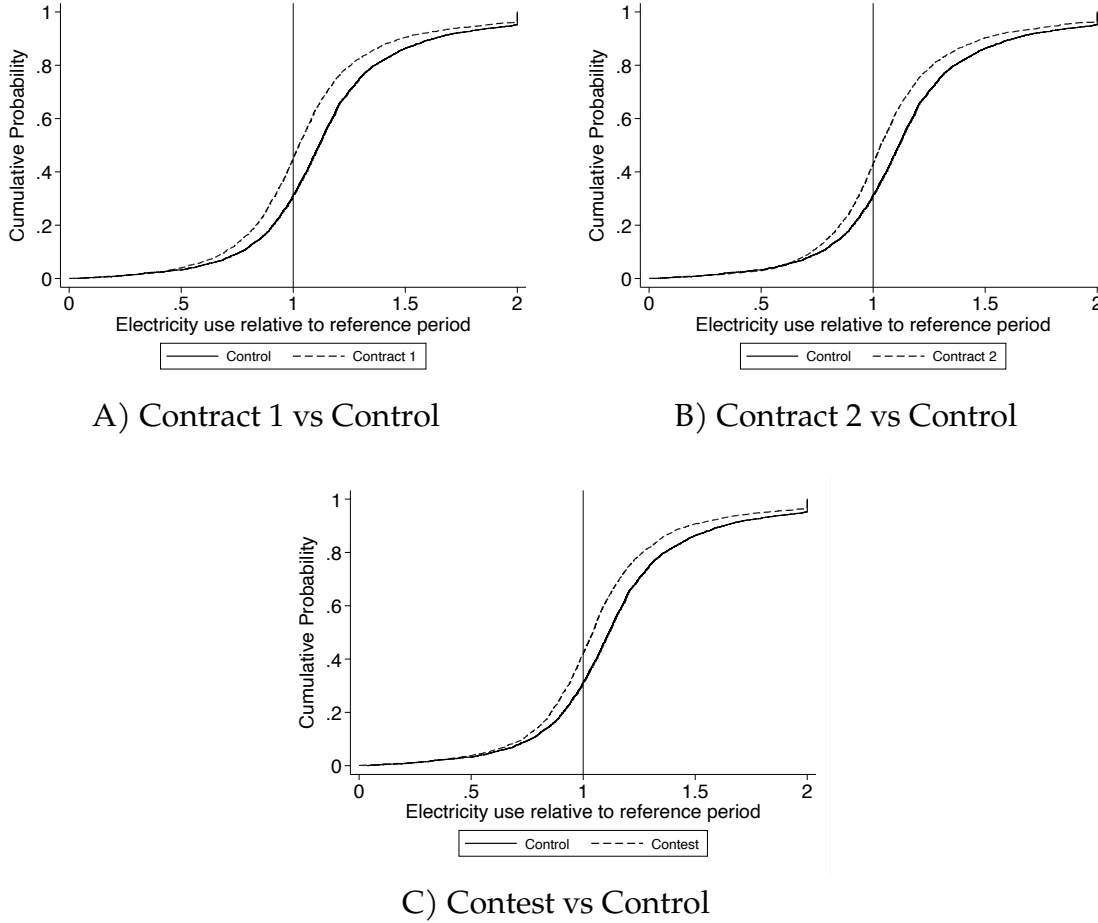 Cumulative Probability
1
.8
.6
.4
.2
0
0 .5 1 1.5 2
Electricity use relative to reference period
Control Contract 1
A) Contract 1 vs Control
Cumulative Probability
1
.8
.6
.4
.2
0
0 .5 1 1.5 2
Electricity use relative to reference period
Control Contract 2
B) Contract 2 vs Control
Cumulative Probability
1
.8
.6
.4
.2
0
0 .5 1 1.5 2
Electricity use relative to reference period
Control Contest
C) Contest vs Control